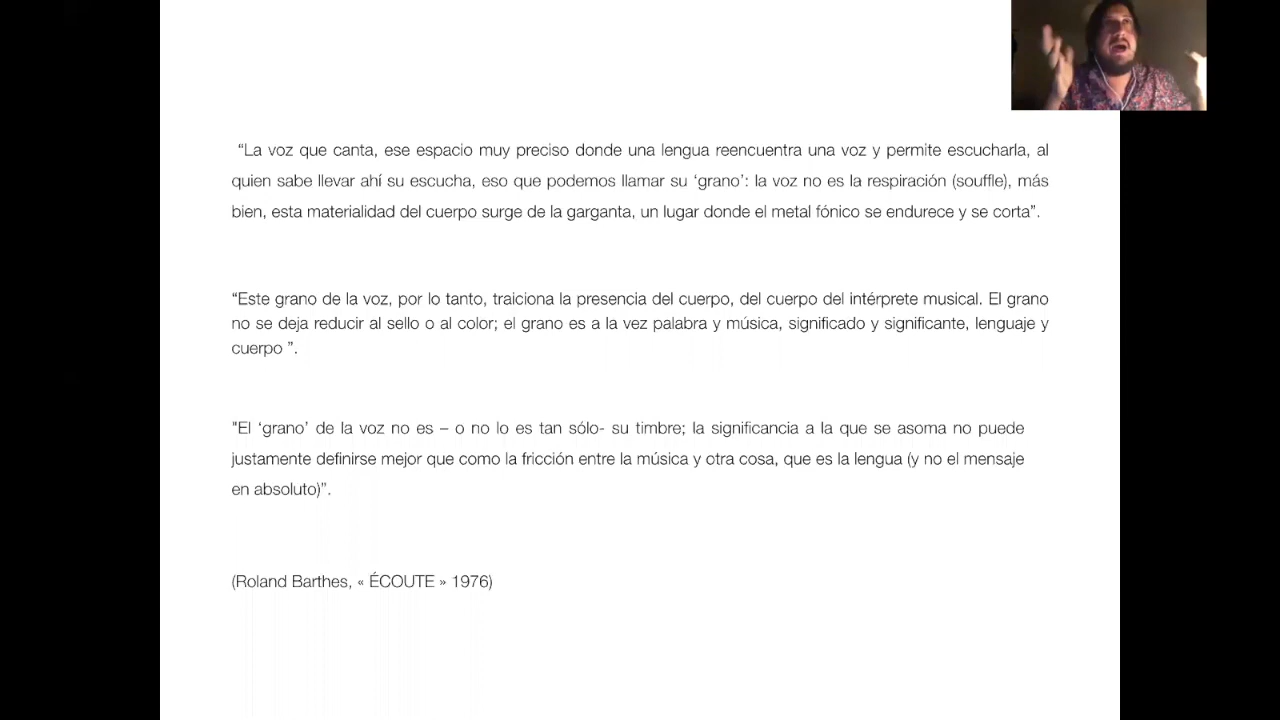 “La voz que canta, ese espacio muy preciso donde una lengua reencuentra una voz y permite escucharla, al
quien sabe llevar ahí su escucha, eso que podemos llamar su ‘grano’: la voz no es la respiración (souffle), más
bien, esta materialidad del cuerpo surge de la garganta, un lugar donde el metal fónico se endurece y se corta”.
“Este grano de la voz, por lo tanto, traiciona la presencia del cuerpo, del cuerpo del intérprete musical. El grano
no se deja reducir al sello o al color; el grano es a la vez palabra y música, significado y significante, lenguaje y
cuerpo ”.
"El ‘grano’ de la voz no es – o no lo es tan sólo- su timbre; la significancia a la que se asoma no puede
justamente definirse mejor que como la fricción entre la música y otra cosa, que es la lengua (y no el mensaje
en absoluto)”.
(Roland Barthes, « ÉCOUTE » 1976)